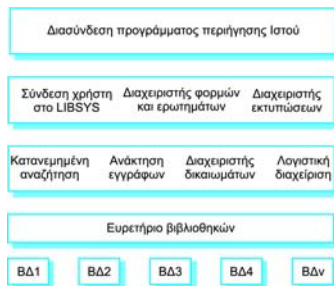 Διασύνδεση προγράμματος περιήγησης Ιστού
Σύνδεση χρήστη στο LIBSYS
Διαχειριστής φορμών και ερωτημάτων
Διαχειριστής εκτυπώσεων
Κατανεμημένη αναζήτηση
Ανάκτηση εγγράφων
Διαχειριστής δικαιωμάτων
Λογιστική διαχείριση
Ευρετήριο βιβλιοθηκών
ΒΔ1 ΒΔ2 ΒΔ3 ΒΔ4 ΒΔν